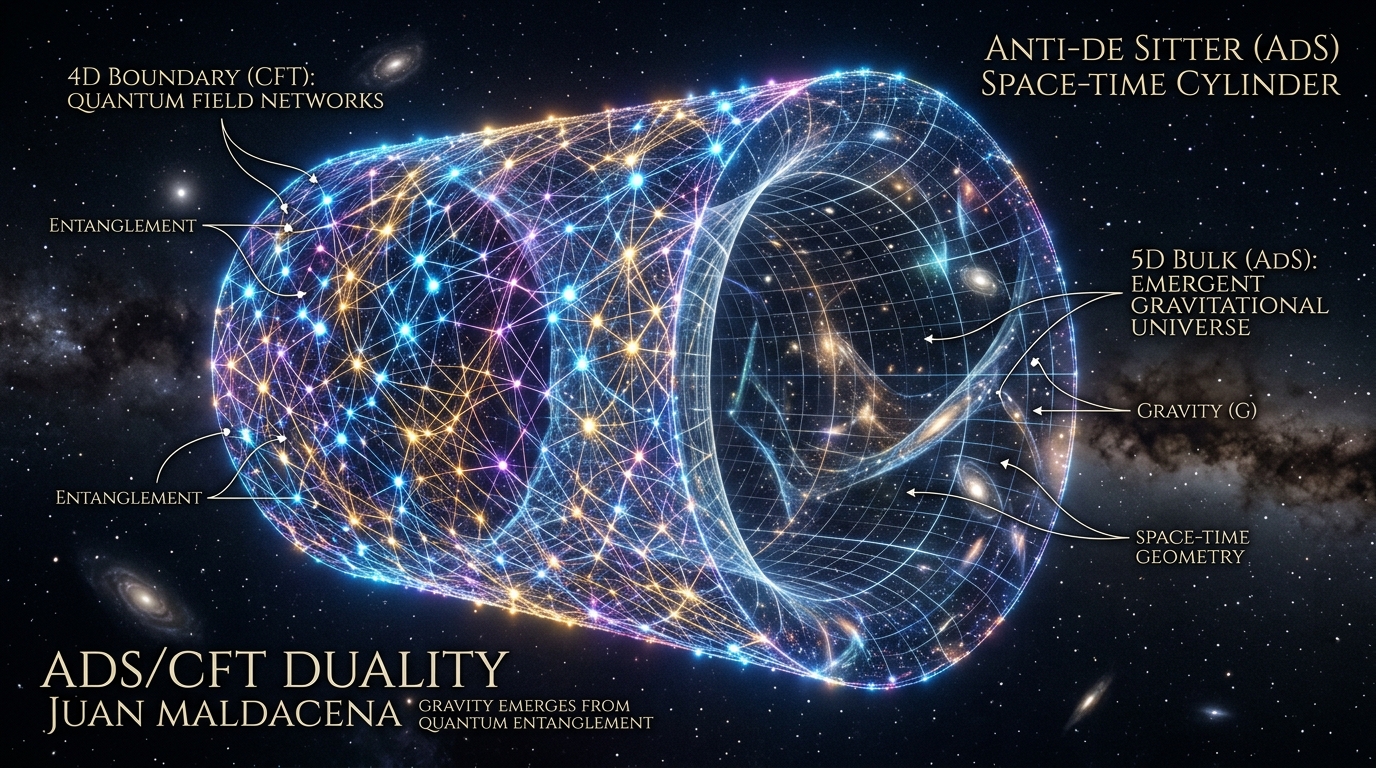 4D Boundary (CFT):
quantum field networks
Anti-de Sitter (AdS)
Space-time Cylinder
Entanglement
5D Bulk (AdS):
emergent
gravitational
universe
Gravity (G)
Entanglement
space-time
geometry
AdS/CFT Duality
Juan Maldacena
gravity emerges from
quantum entanglement